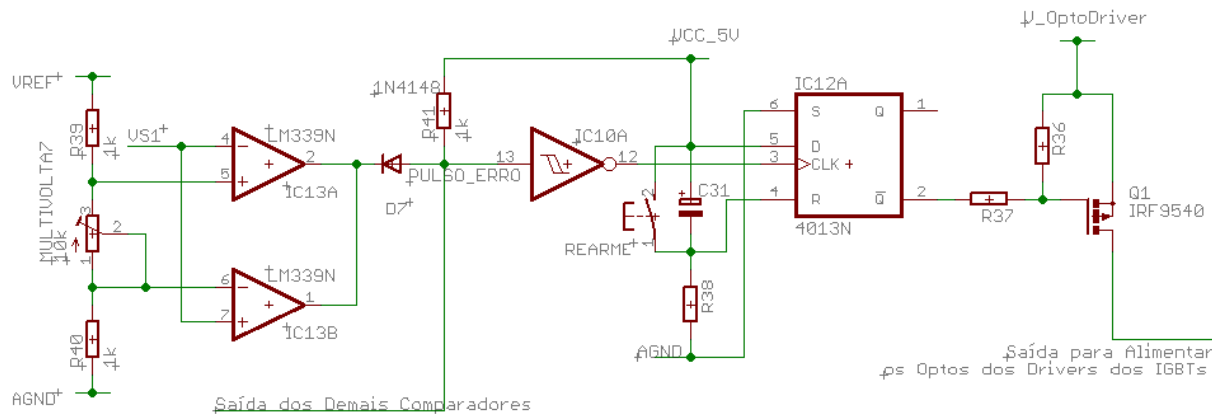 V_OptoDriver
VCC_5V
VREF
1N4148
IC12A
R39
1k
VS1
LM339N
4
2
5
IC13A
R41
1k
IC10A
13
12
PULSO_ERRO
D7
6
S
Q
1
5
D
3
CLK
4
R
Q
2
4013N
R36
R37
Q1
IRF9540
MULTIVOLTA7
10k
3
2
1
LM339N
6
1
7
IC13B
2
C31
REARME
1
R38
R40
1k
AGND
AGND
Saída dos Demais Comparadores
Saída para Alimentar
os Optos dos Drivers dos IGBTs